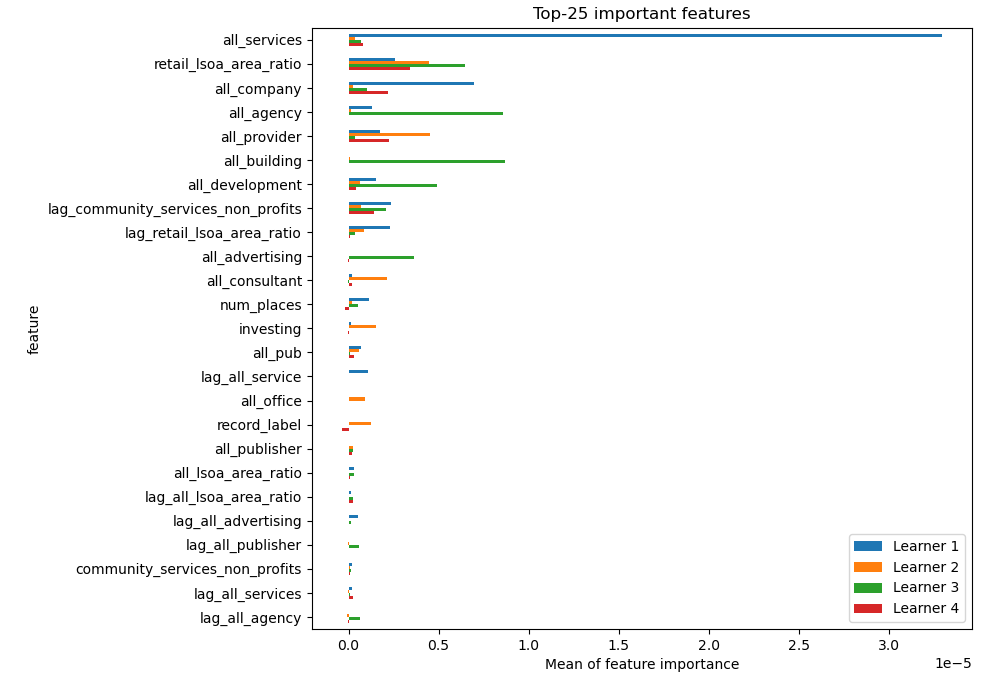 Top-25 important features
all_services
retail_lsoa_area_ratio
all_company
all_agency
all_provider
all_building
all_development
lag_community_services_non_profits
lag_retail_lsoa_area_ratio
all_advertising
all_consultant
num_places
investing
all_pub
lag_all_service
all_office
record_label
all_publisher
all_lsoa_area_ratio
lag_all_lsoa_area_ratio
lag_all_advertising
lag_all_publisher
community_services_non_profits
lag_all_services
lag_all_agency
feature
Learner 1
Learner 2
Learner 3
Learner 4
0.0 0.5 1.0 1.5 2.0 2.5 3.0
1e−5
Mean of feature importance